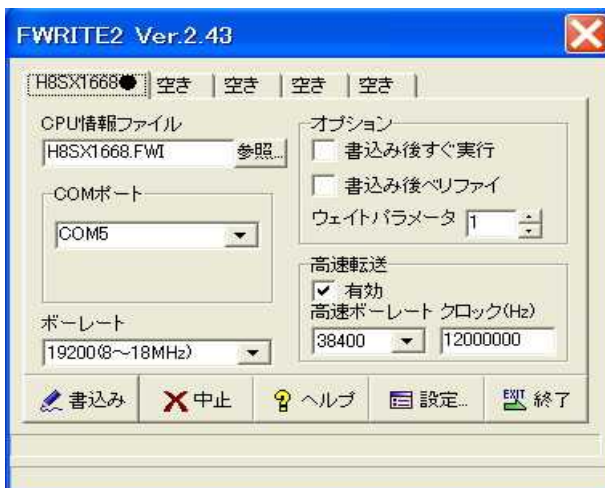 FWRITE2 Ver.2.43
H8SX1668● 空き 空き 空き 空き
CPU情報ファイル
H8SX1668.FWI 参照...
COMポート
COM5
ボーレート
19200(8～18MHz)
オプション
書込み後すぐ実行
書込み後ベリファイ
ウェイトパラメータ 1
高速転送
有効
高速ボーレート クロック(Hz)
38400 12000000
書込み 中止 ヘルプ 設定... EXIT 終了